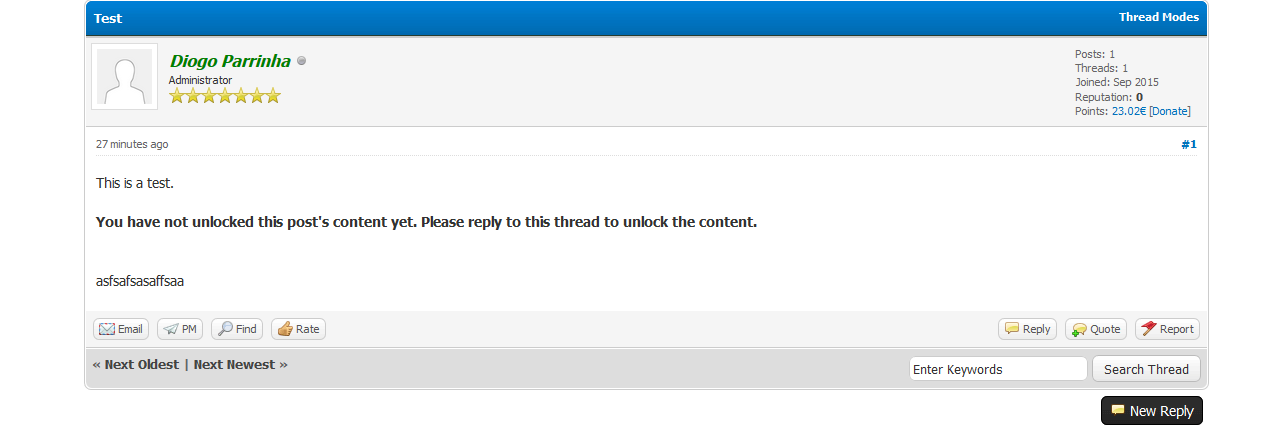 Test
Thread Modes
Diogo Parrinha
Administrator
Posts: 1
Threads: 1
Joined: Sep 2015
Reputation: 0
Points: 23.02€ [Donate]
27 minutes ago
#1
This is a test.
You have not unlocked this post's content yet. Please reply to this thread to unlock the content.
asfsafsasaffsaa
Email PM Find Rate
Reply Quote Report
« Next Oldest | Next Newest »
Enter Keywords
Search Thread
New Reply